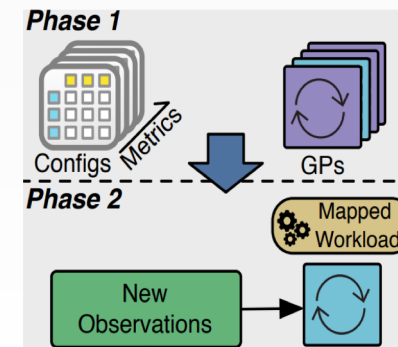 Phase 1
Configs
Metrics
GPs
Phase 2
Mapped
Workload
New
Observations